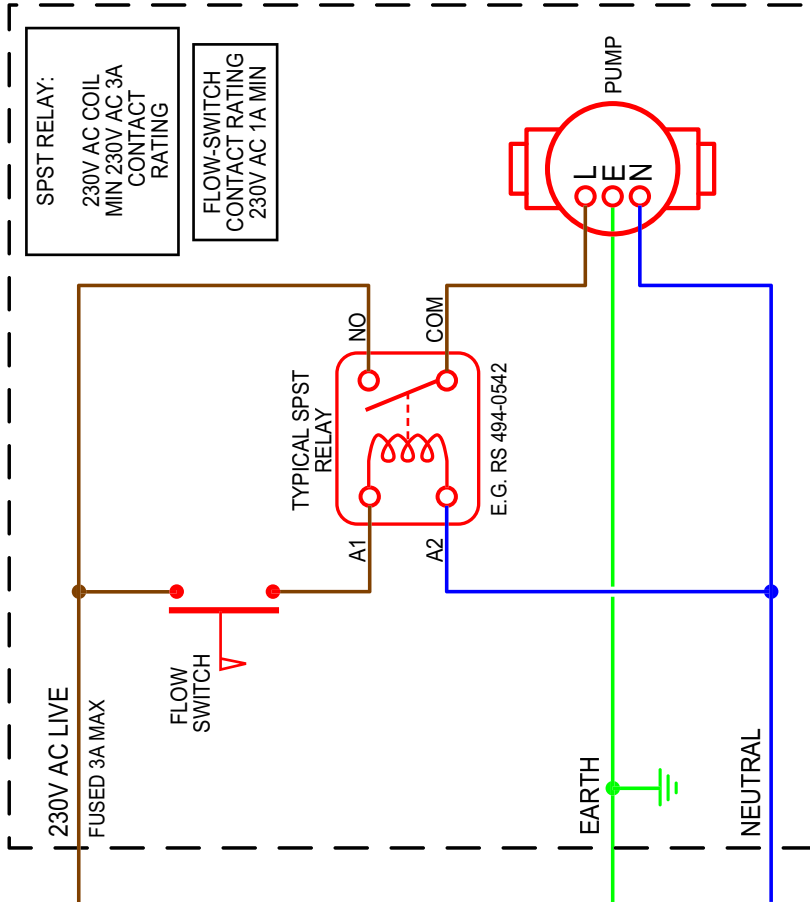 SPST RELAY:
230V AC COIL
MIN 230V AC 3A
CONTACT
RATING
FLOW-SWITCH
CONTACT RATING
230V AC 1A MIN
PUMP
L
E
N
NO
COM
TYPICAL SPST
RELAY
E.G. RS 494-0542
A1
A2
FLOW
SWITCH
230V AC LIVE
FUSED 3A MAX
EARTH
NEUTRAL